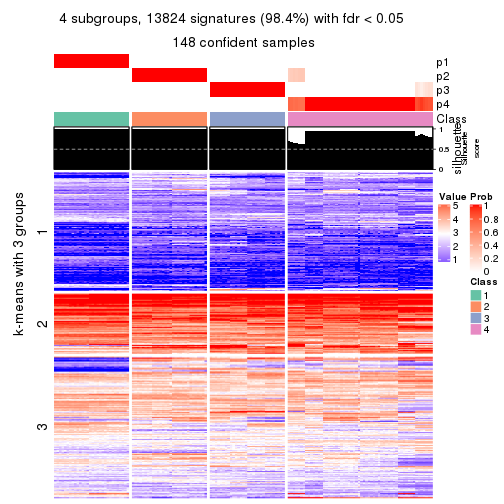 4 subgroups, 13824 signatures (98.4%) with fdr < 0.05
148 confident samples
p1
p2
p3
p4
Class
silhouette
Silhouette
score
1
0.5
0
k-means with 3 groups
1
2
3
Value
5
4
3
2
1
Prob
1
0.8
0.6
0.4
0.2
0
Class
1
2
3
4